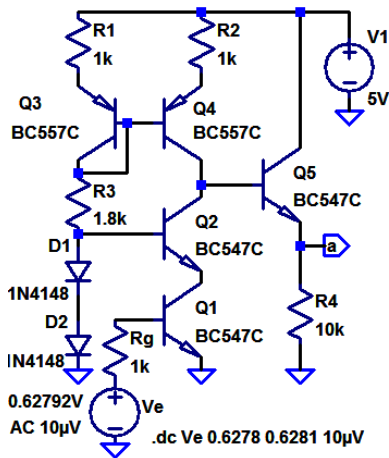 R1
1k
R2
1k
V1
5V
Q3
BC557C
Q4
BC557C
Q5
BC547C
R3
1.8k
D1
1N4148
Q2
BC547C
a
R4
10k
D2
1N4148
Q1
BC547C
Rg
1k
0.62792V
AC 10µV
Ve
.dc Ve 0.6278 0.6281 10µV